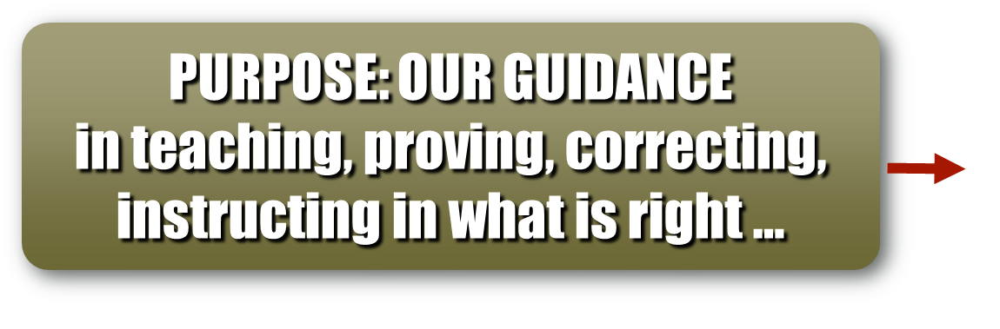 PURPOSE: OUR GUIDANCE
in teaching, proving, correcting,
instructing in what is right ...